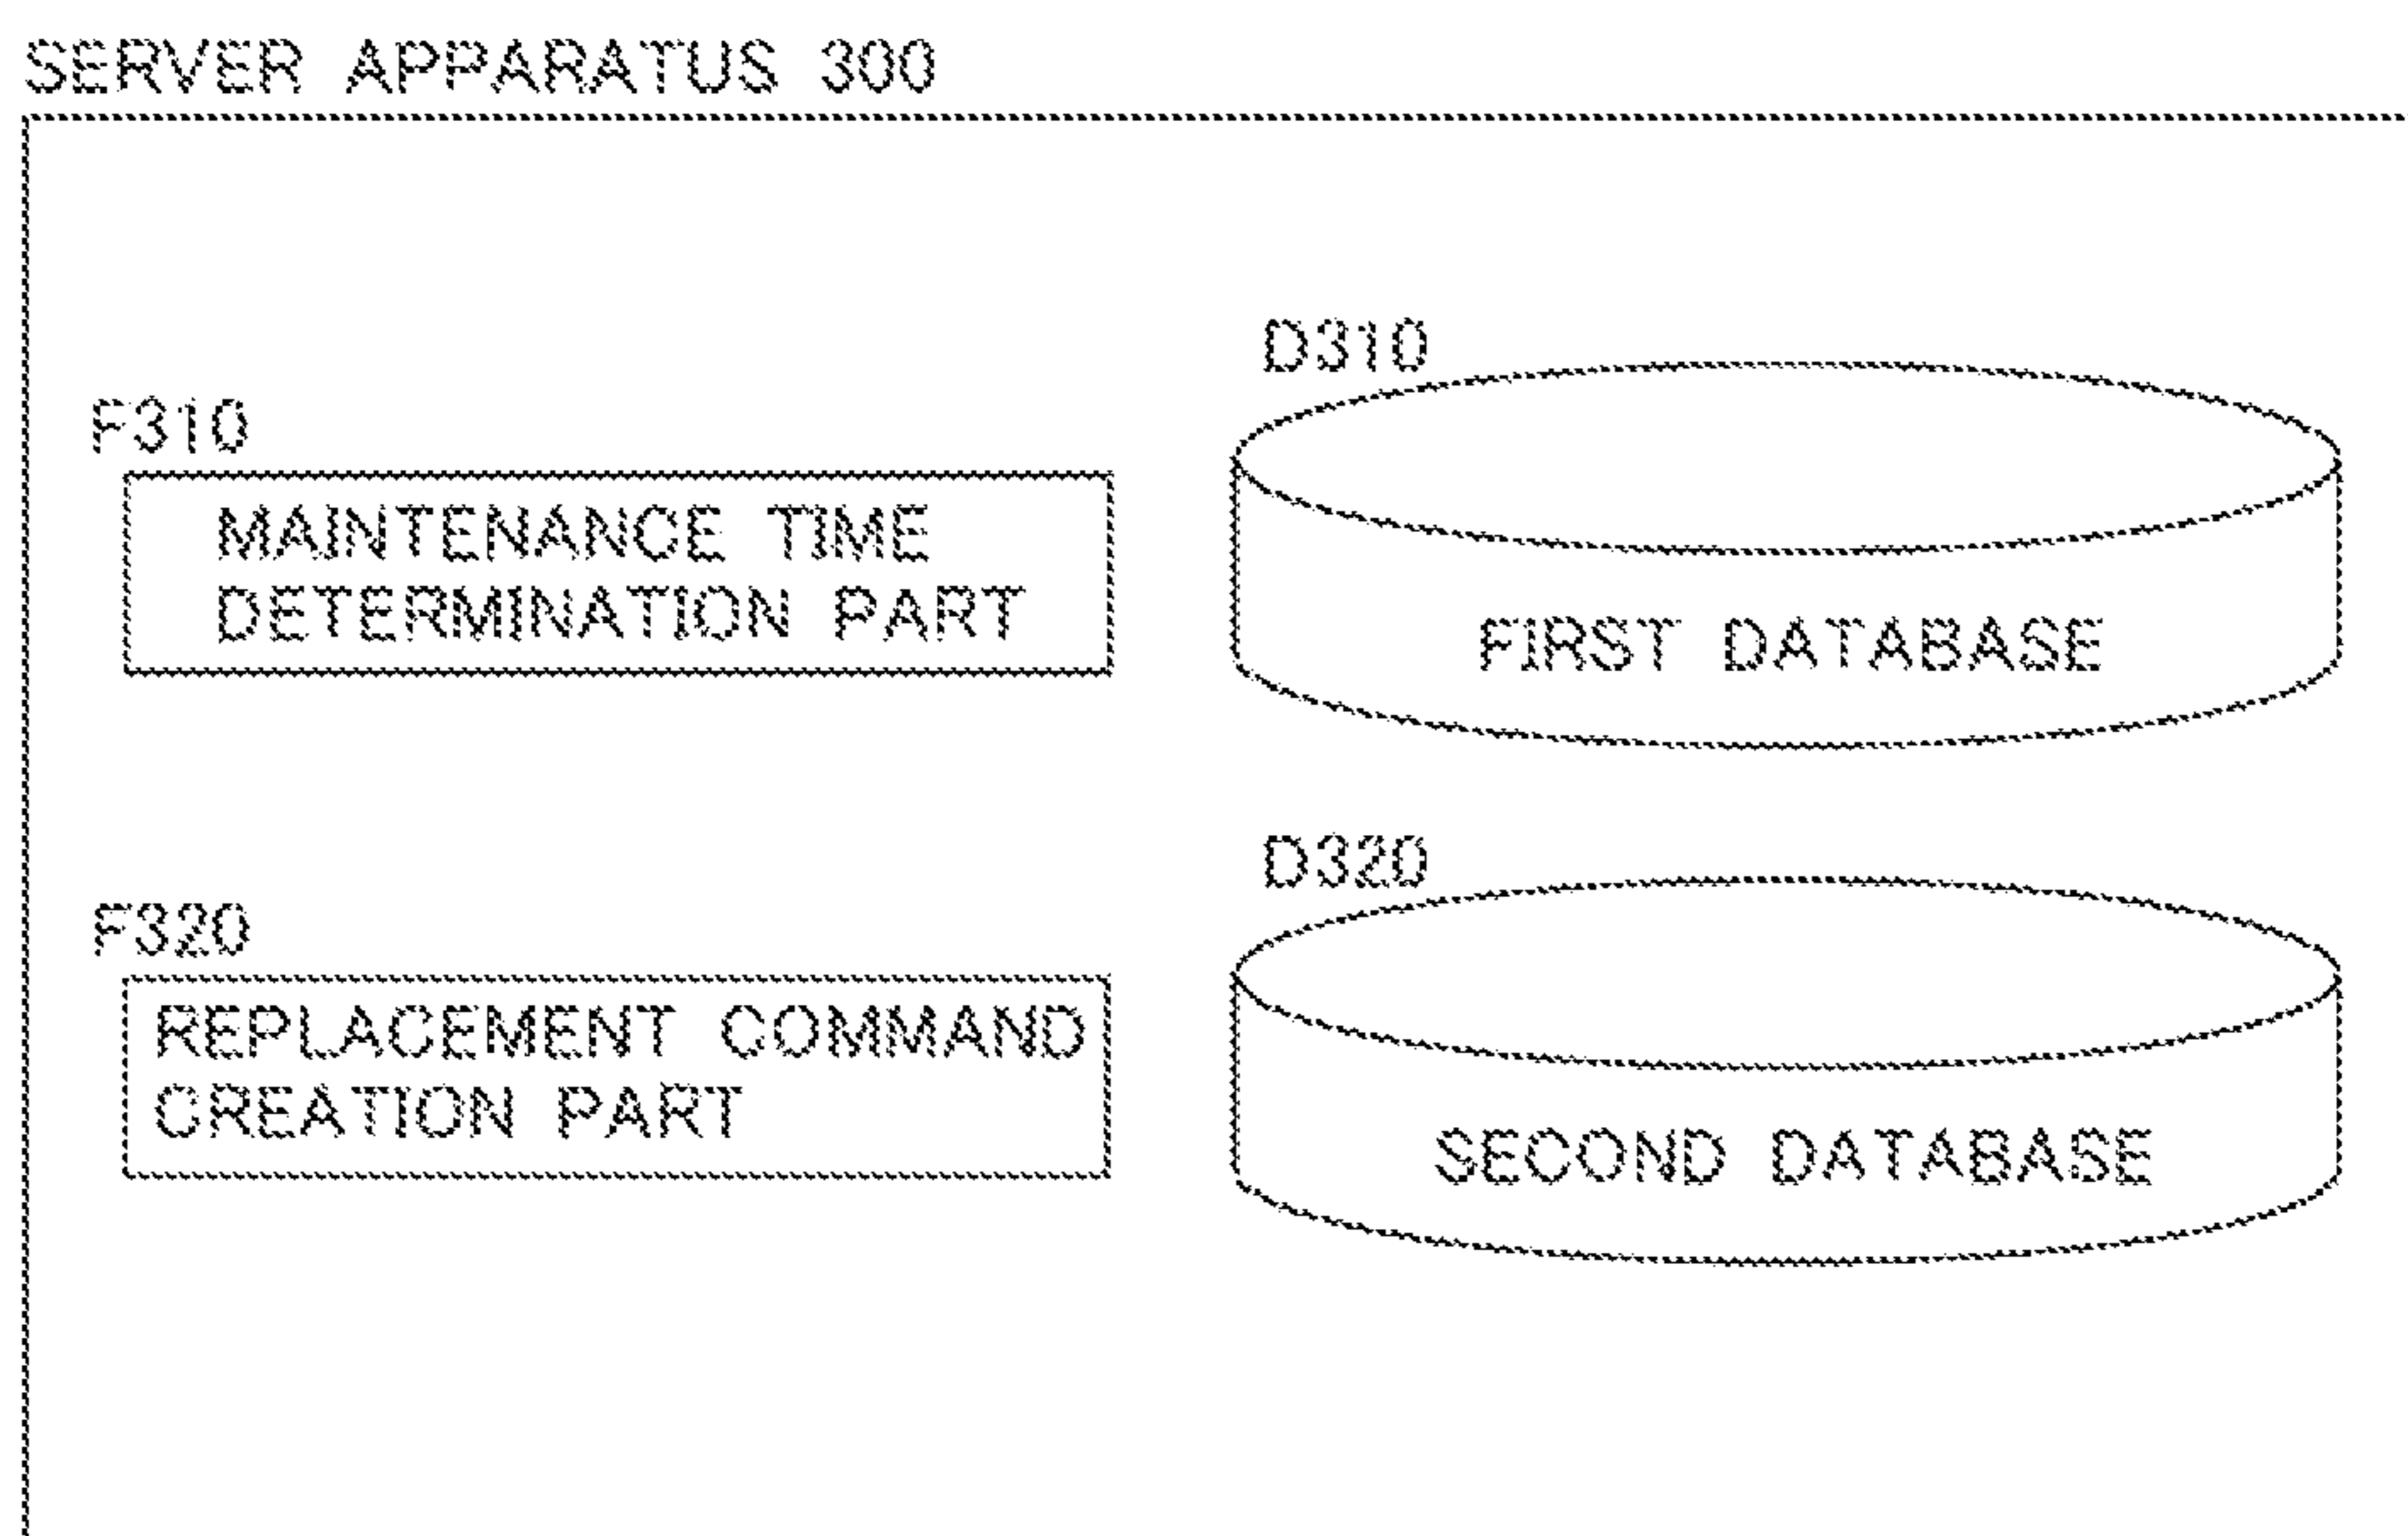 SERVER APPARATUS 300
F310
MAINTENANCE TIME
DETERMINATION PART
D310
FIRST DATABASE
F320
REPLACEMENT COMMAND
CREATION PART
D320
SECOND DATABASE